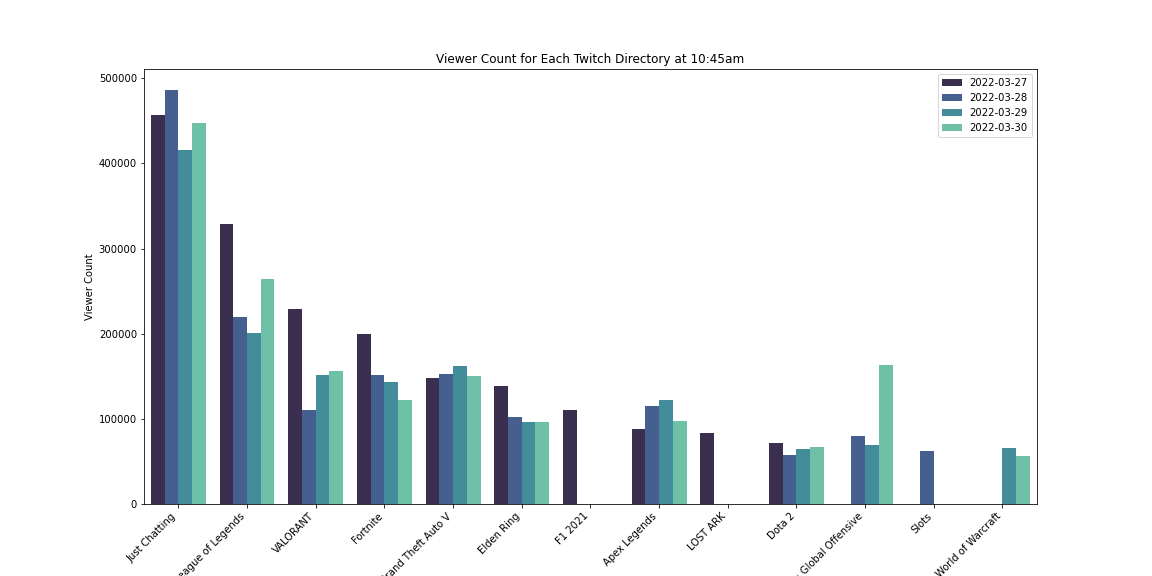 Viewer Count for Each Twitch Directory at 10:45am
500000
400000
300000
200000
100000
0
Viewer Count
2022-03-27
2022-03-28
2022-03-29
2022-03-30
Just Chatting
eague of Legends
VALORANT
Fortnite
rand Theft Auto V
Elden Ring
F1 2021
Apex Legends
LOST ARK
Dota 2
Global Offensive
Slots
World of Warcraft